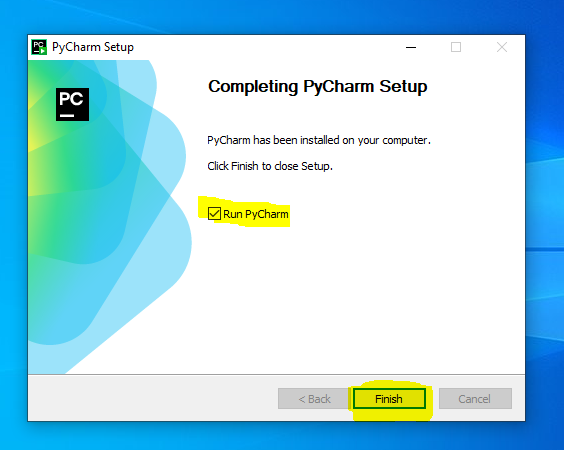 PC
PyCharm Setup
PC
Completing PyCharm Setup
PyCharm has been installed on your computer.
Click Finish to close Setup.
Run PyCharm
< Back
Finish
Cancel